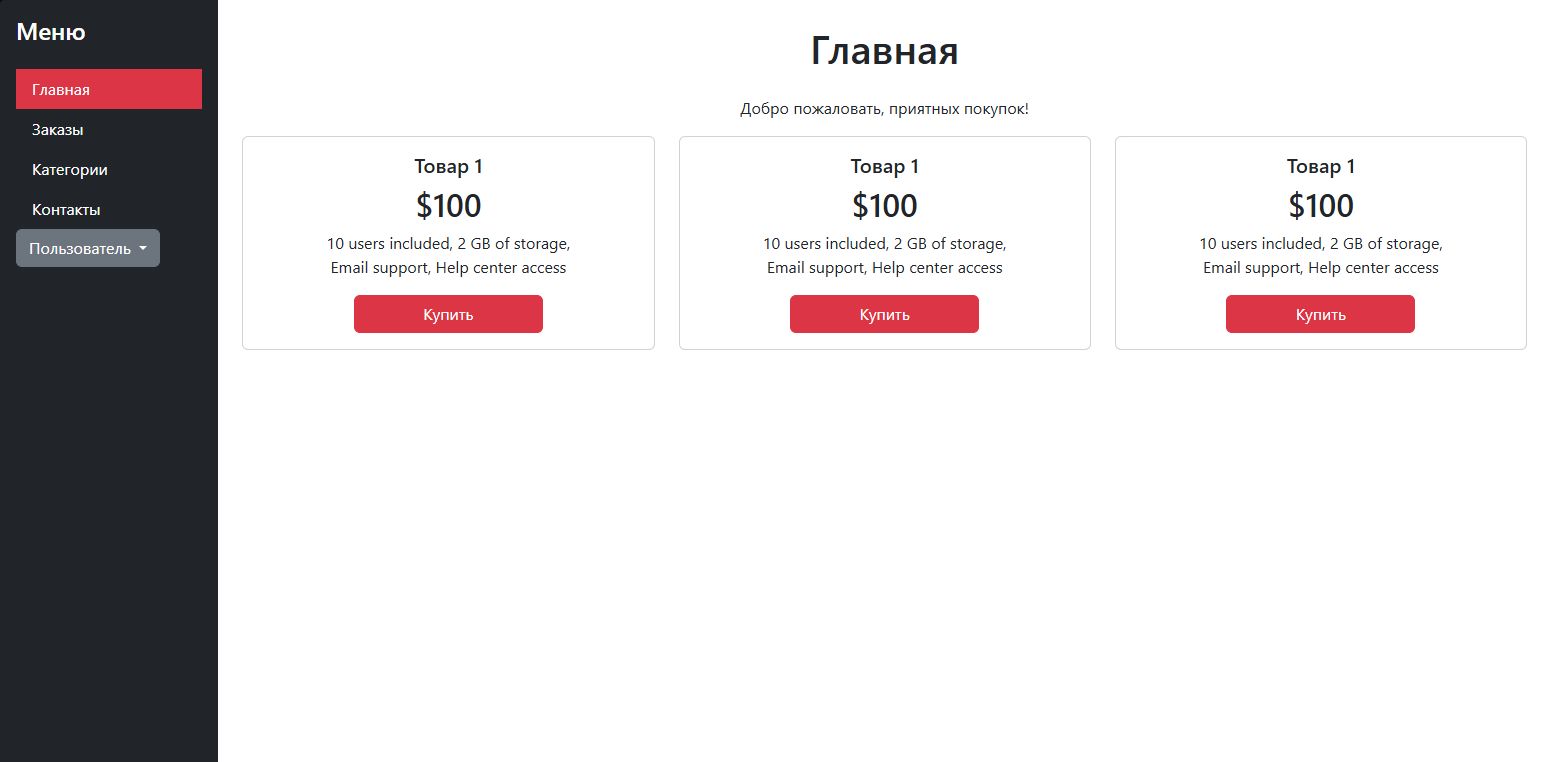 Меню
Главная
Заказы
Категории
Контакты
Пользователь
Главная
Добро пожаловать, приятных покупок!
Товар 1
$100
10 users included, 2 GB of storage,
Email support, Help center access
Купить
Товар 1
$100
10 users included, 2 GB of storage,
Email support, Help center access
Купить
Товар 1
$100
10 users included, 2 GB of storage,
Email support, Help center access
Купить